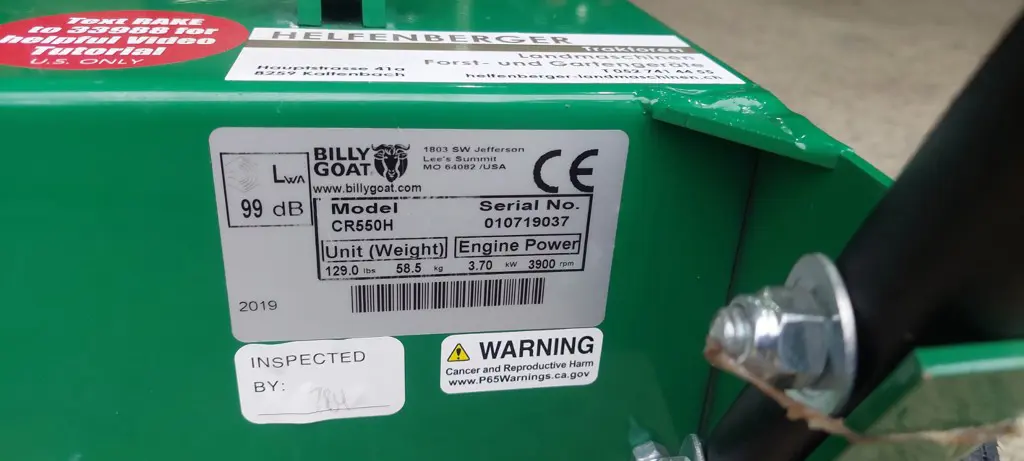 Text RAKE
to 33988 for
helpful Video
Tutorial
U.S. ONLY
HELFENBERGER
Traktoren
Landmaschinen
Forst- und Gartengeräte
Hauptstrasse 41a
8259 Kaltenbach
T 052 741 44 55
helfenberger-landmaschinen.ch
LWA
99 dB
BILLY
GOAT
www.billygoat.com
1803 SW Jefferson
Lee's Summit
MO 64082 /USA
CE
Model Serial No.
CR550H 010719037
Unit (Weight) Engine Power
129.0 lbs 58.5 kg 3.70 kW 3900 rpm
2019
INSPECTED
BY:
WARNING
Cancer and Reproductive Harm
www.P65Warnings.ca.gov